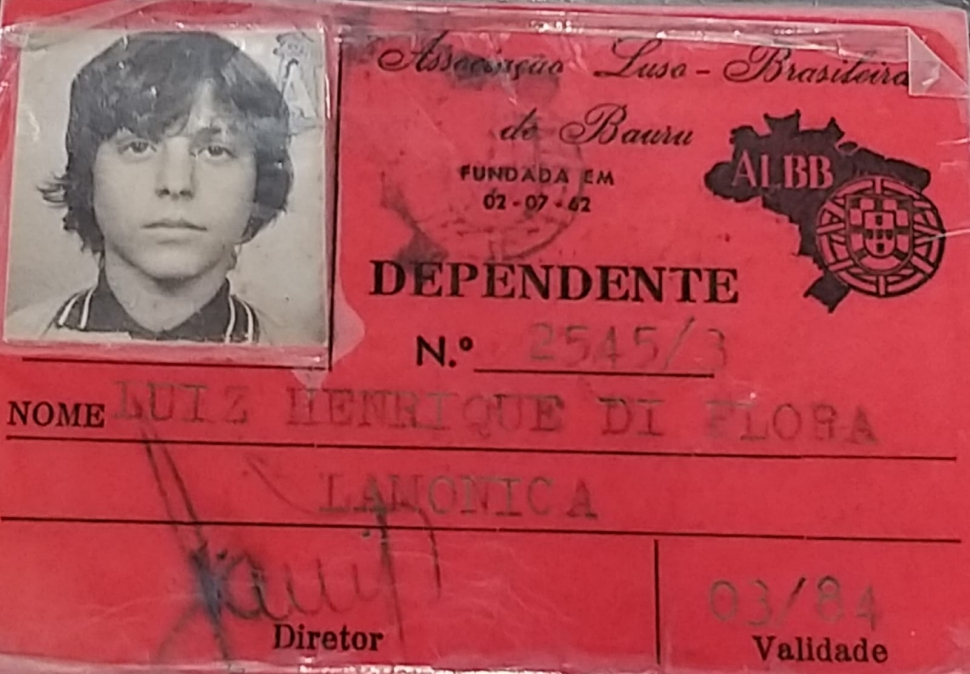 Associação Luso - Brasileira
de Bauru
FUNDADA EM
02 - 07 - 62
ALBB
DEPENDENTE
N.º 2545/3
NOME LUIZ HENRIQUE DI FLORA
LAMONICA
Diretor
03/84
Validade